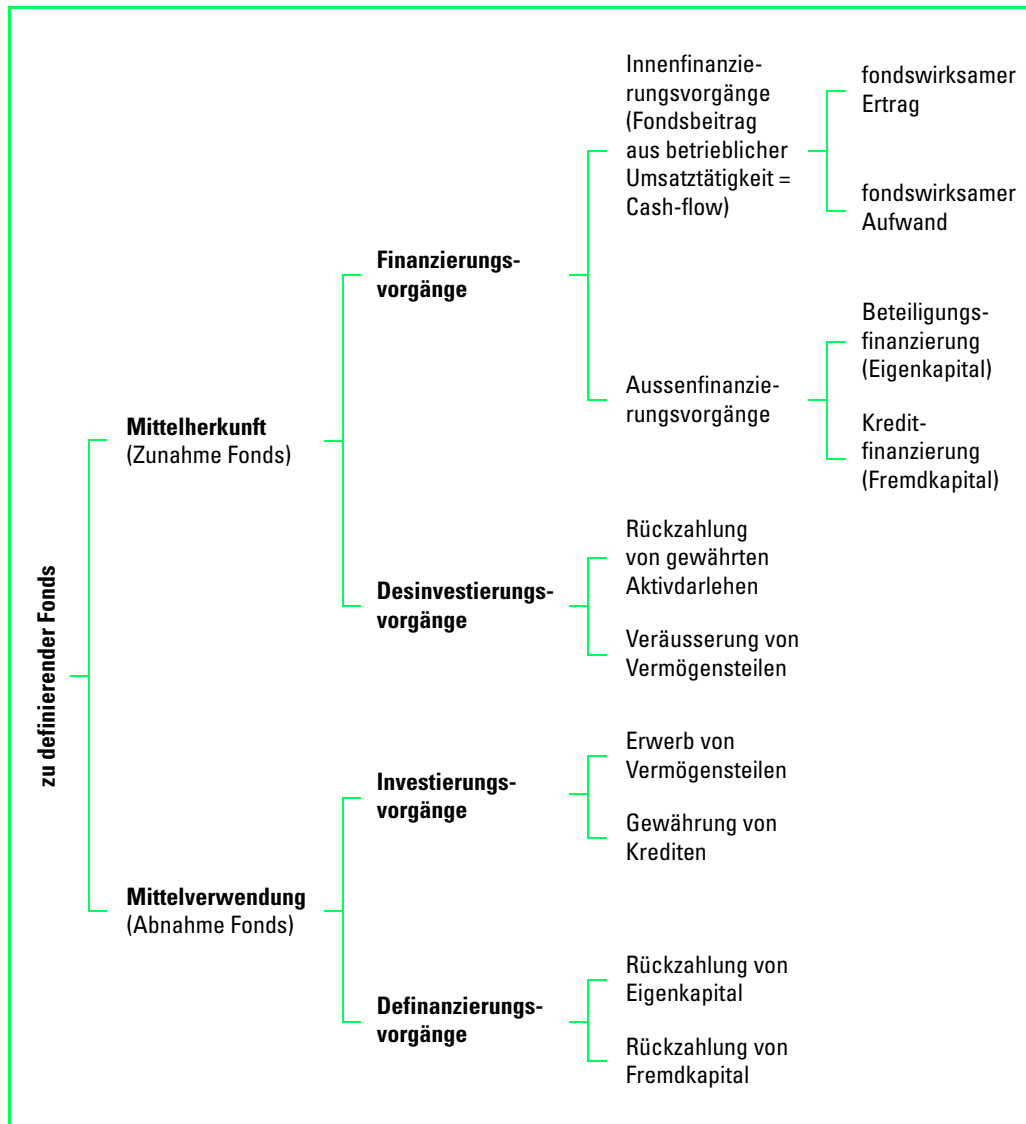 Innenfinanzie-
rungsvorgänge
(Fondsbeitrag
aus betrieblicher
Umsatztätigkeit =
Cash-flow)
fondswirksamer
Ertrag
fondswirksamer
Aufwand
Finanzierungs-
vorgänge
Beteiligungs-
finanzierung
(Eigenkapital)
Aussenfinanzie-
rungsvorgänge
Kredit-
finanzierung
(Fremdkapital)
Mittelherkunft
(Zunahme Fonds)
Rückzahlung
von gewährten
Aktivdarlehen
Desinvestierungs-
vorgänge
Veräusserung von
Vermögensteilen
zu definierender Fonds
Erwerb von
Vermögensteilen
Investierungs-
vorgänge
Gewährung von
Krediten
Mittelverwendung
(Abnahme Fonds)
Rückzahlung von
Eigenkapital
Definanzierungs-
vorgänge
Rückzahlung von
Fremdkapital